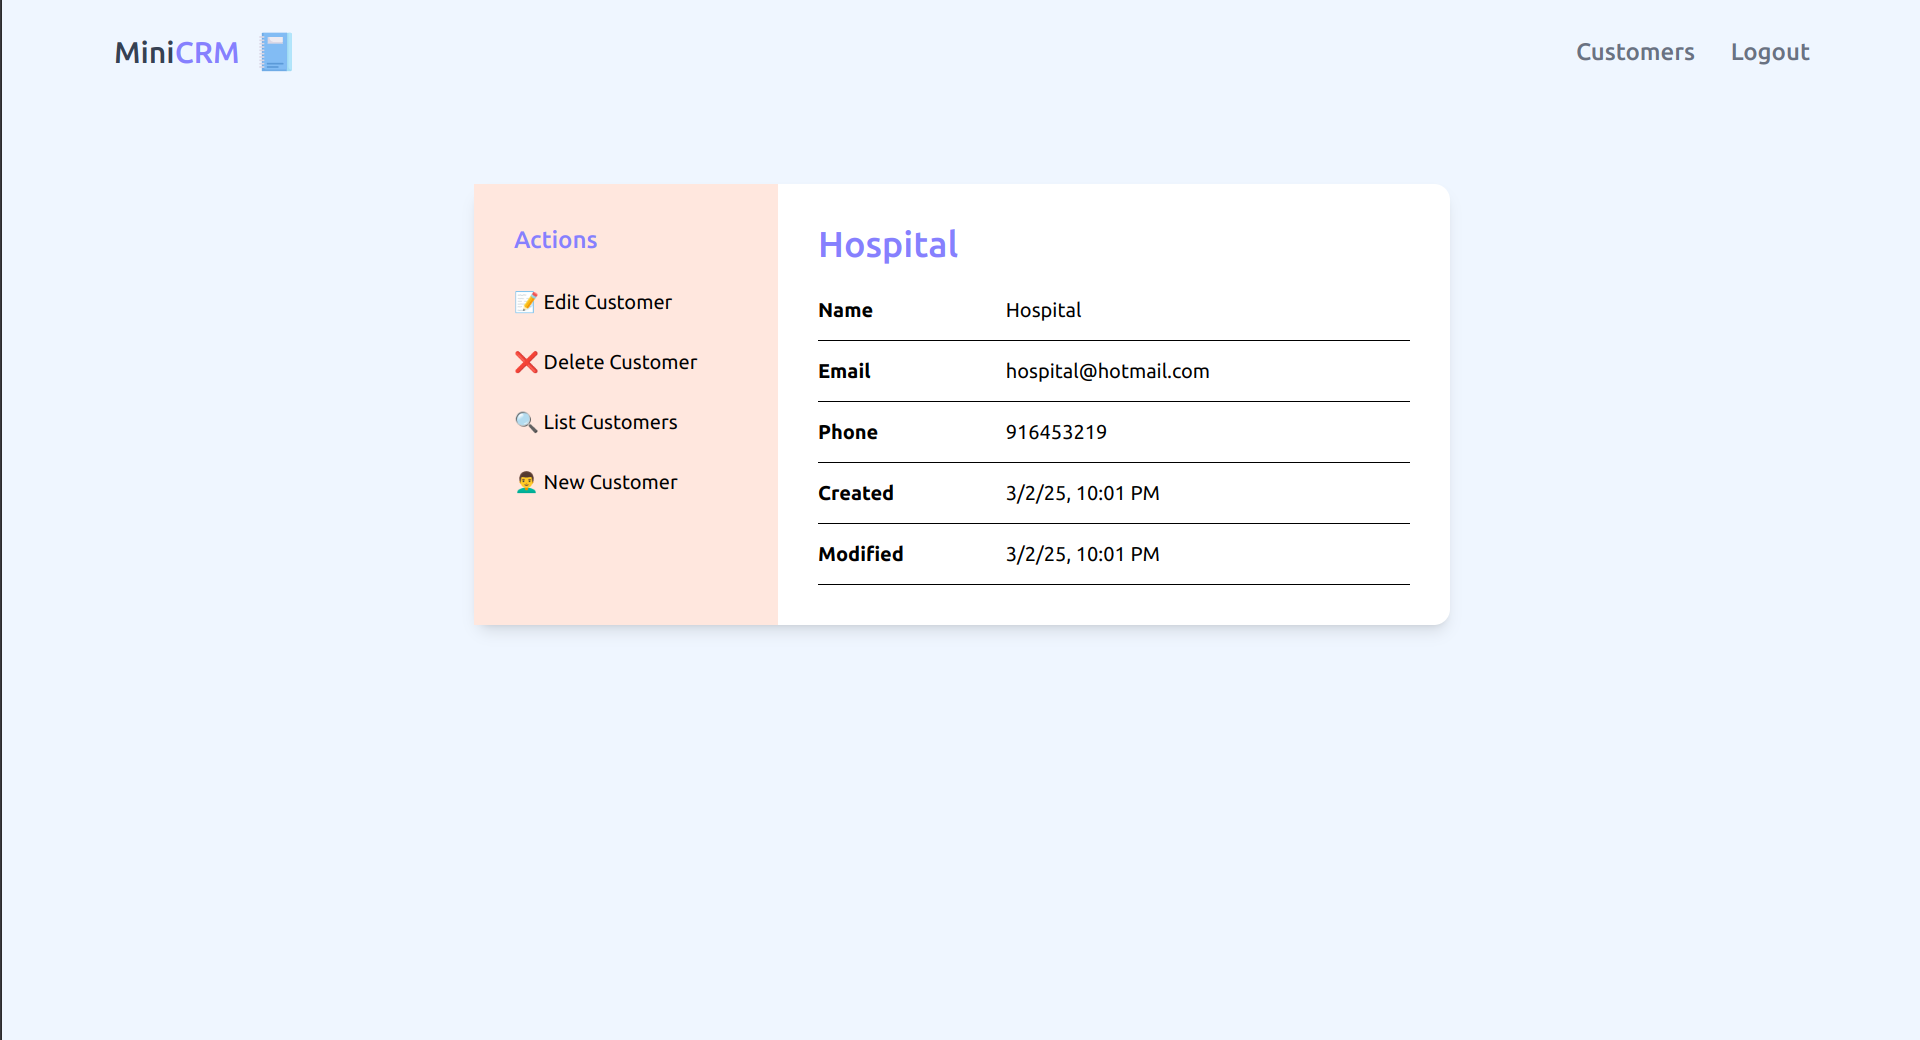 MiniCRM
Customers Logout
Actions
Edit Customer
Delete Customer
List Customers
New Customer
Hospital
Name Hospital
Email hospital@hotmail.com
Phone 916453219
Created 3/2/25, 10:01 PM
Modified 3/2/25, 10:01 PM